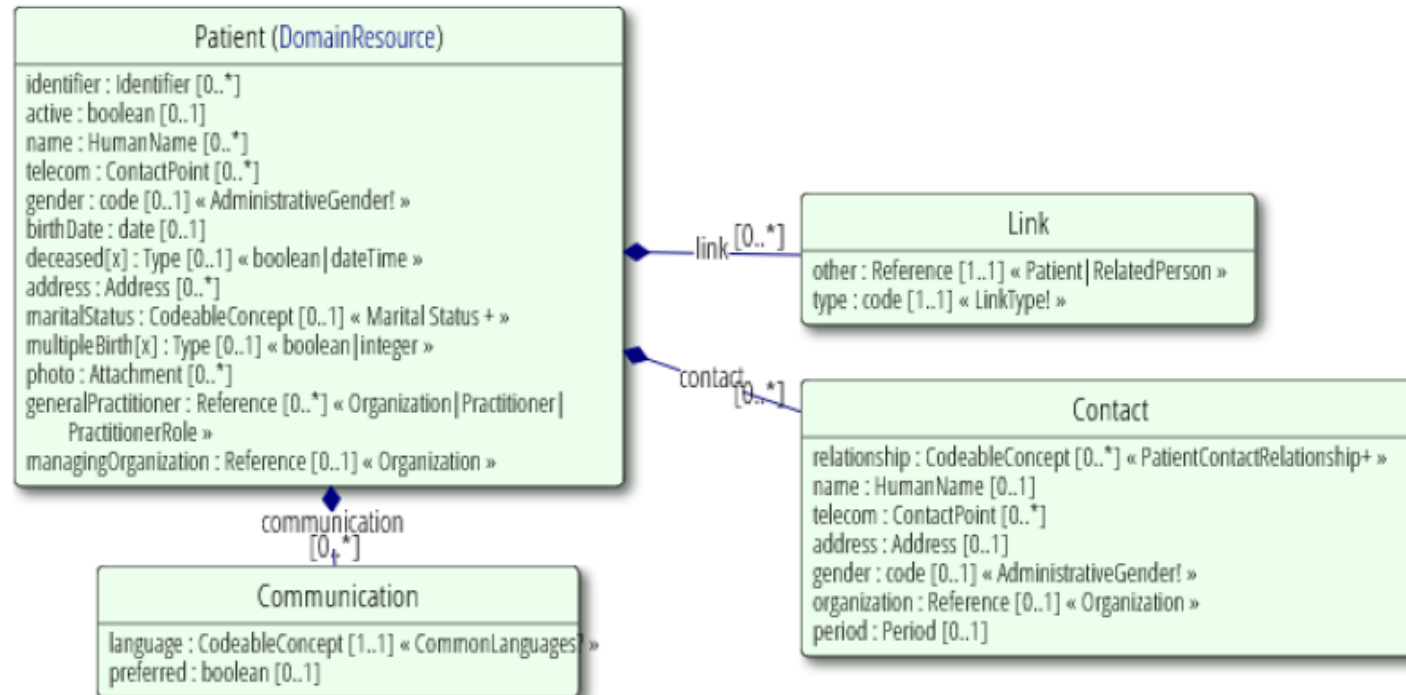 Patient (DomainResource)
identifier : Identifier [0..*]
active : boolean [0..1]
name : HumanName [0..*]
telecom : ContactPoint [0..*]
gender : code [0..1] « AdministrativeGender! »
birthDate : date [0..1]
deceased[x] : Type [0..1] « boolean|dateTime »
address : Address [0..*]
maritalStatus : CodeableConcept [0..1] « Marital Status + »
multipleBirth[x] : Type [0..1] « boolean|integer »
photo : Attachment [0..*]
generalPractitioner : Reference [0..*] « Organization|Practitioner|
PractitionerRole »
managingOrganization : Reference [0..1] « Organization »
link [0..*]
Link
other : Reference [1..1] « Patient|RelatedPerson »
type : code [1..1] « LinkType! »
contact [0..*]
Contact
relationship : CodeableConcept [0..*] « PatientContactRelationship+ »
name : HumanName [0..1]
telecom : ContactPoint [0..*]
address : Address [0..1]
gender : code [0..1] « AdministrativeGender! »
organization : Reference [0..1] « Organization »
period : Period [0..1]
communication
[0..*]
Communication
language : CodeableConcept [1..1] « CommonLanguages? »
preferred : boolean [0..1]